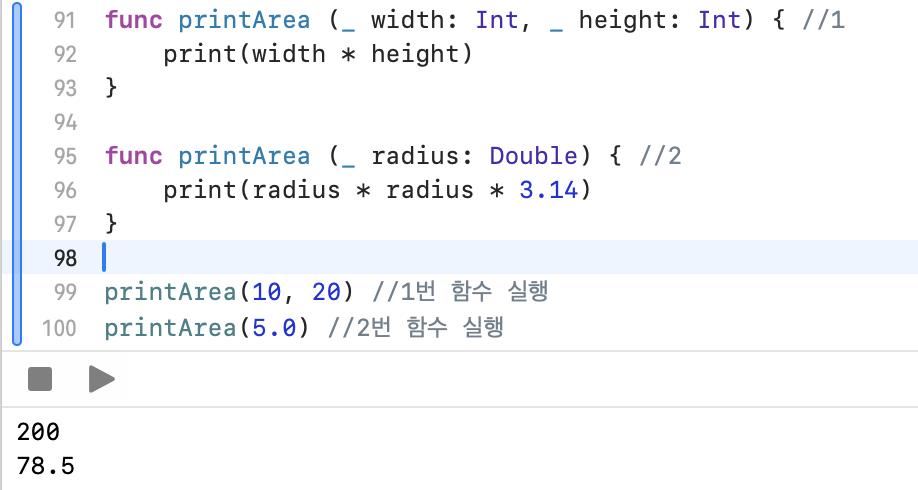 91 func printArea (_ width: Int, _ height: Int) { //1
92     print(width * height)
93 }
94
95 func printArea (_ radius: Double) { //2
96     print(radius * radius * 3.14)
97 }
98
99 printArea(10, 20) //1번 함수 실행
100 printArea(5.0) //2번 함수 실행
200
78.5